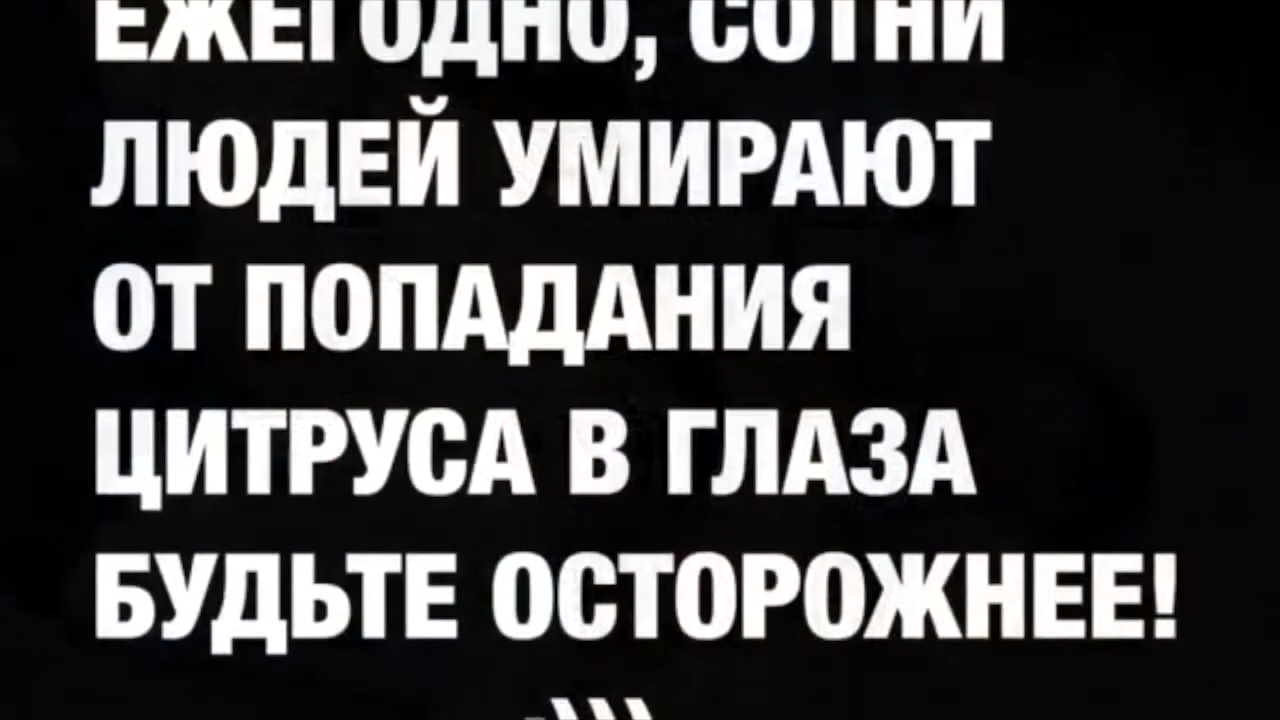 ЕЖЕГОДНО, СОТНИ
ЛЮДЕЙ УМИРАЮТ
ОТ ПОПАДАНИЯ
ЦИТРУСА В ГЛАЗА
БУДЬТЕ ОСТОРОЖНЕЕ!